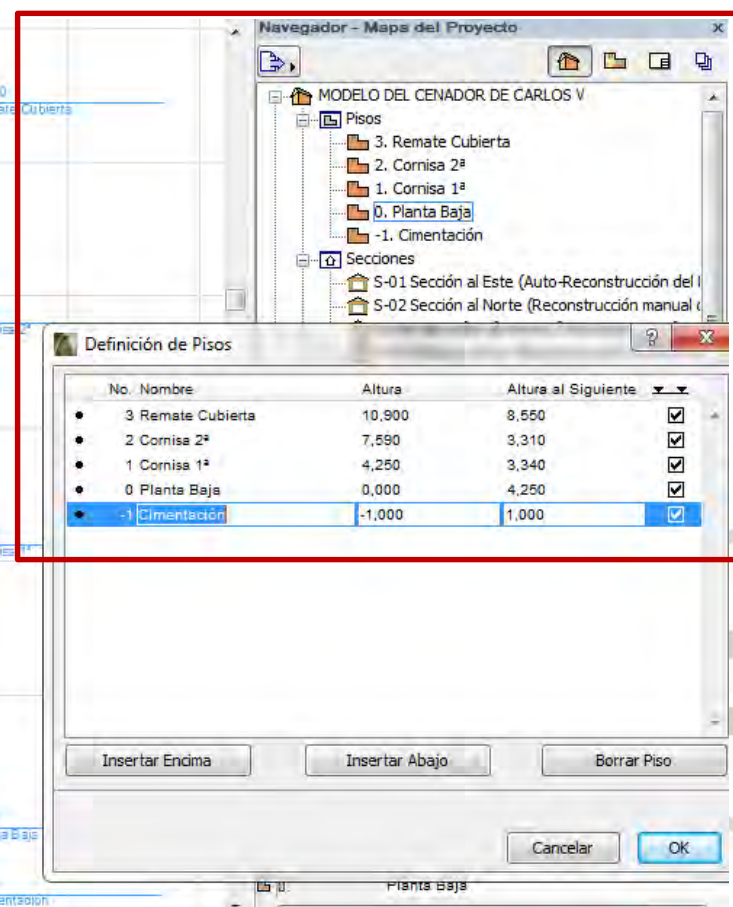 Navegador - Mapa del Proyecto
MODELO DEL CENADOR DE CARLOS V
Pisos
3. Remate Cubierta
2. Cornisa 2ª
1. Cornisa 1ª
0. Planta Baja
-1. Cimentación
Secciones
S-01 Sección al Este (Auto-Reconstrucción del
S-02 Sección al Norte (Reconstrucción manual
Definición de Pisos
No. Nombre Altura Altura al Siguiente
3 Remate Cubierta 10,900 8,550
2 Cornisa 2ª 7,590 3,310
1 Cornisa 1ª 4,250 3,340
0 Planta Baja 0,000 4,250
-1 Cimentación -1,000 1,000
Insertar Encima Insertar Abajo Borrar Piso
Cancelar OK
0. Planta Baja